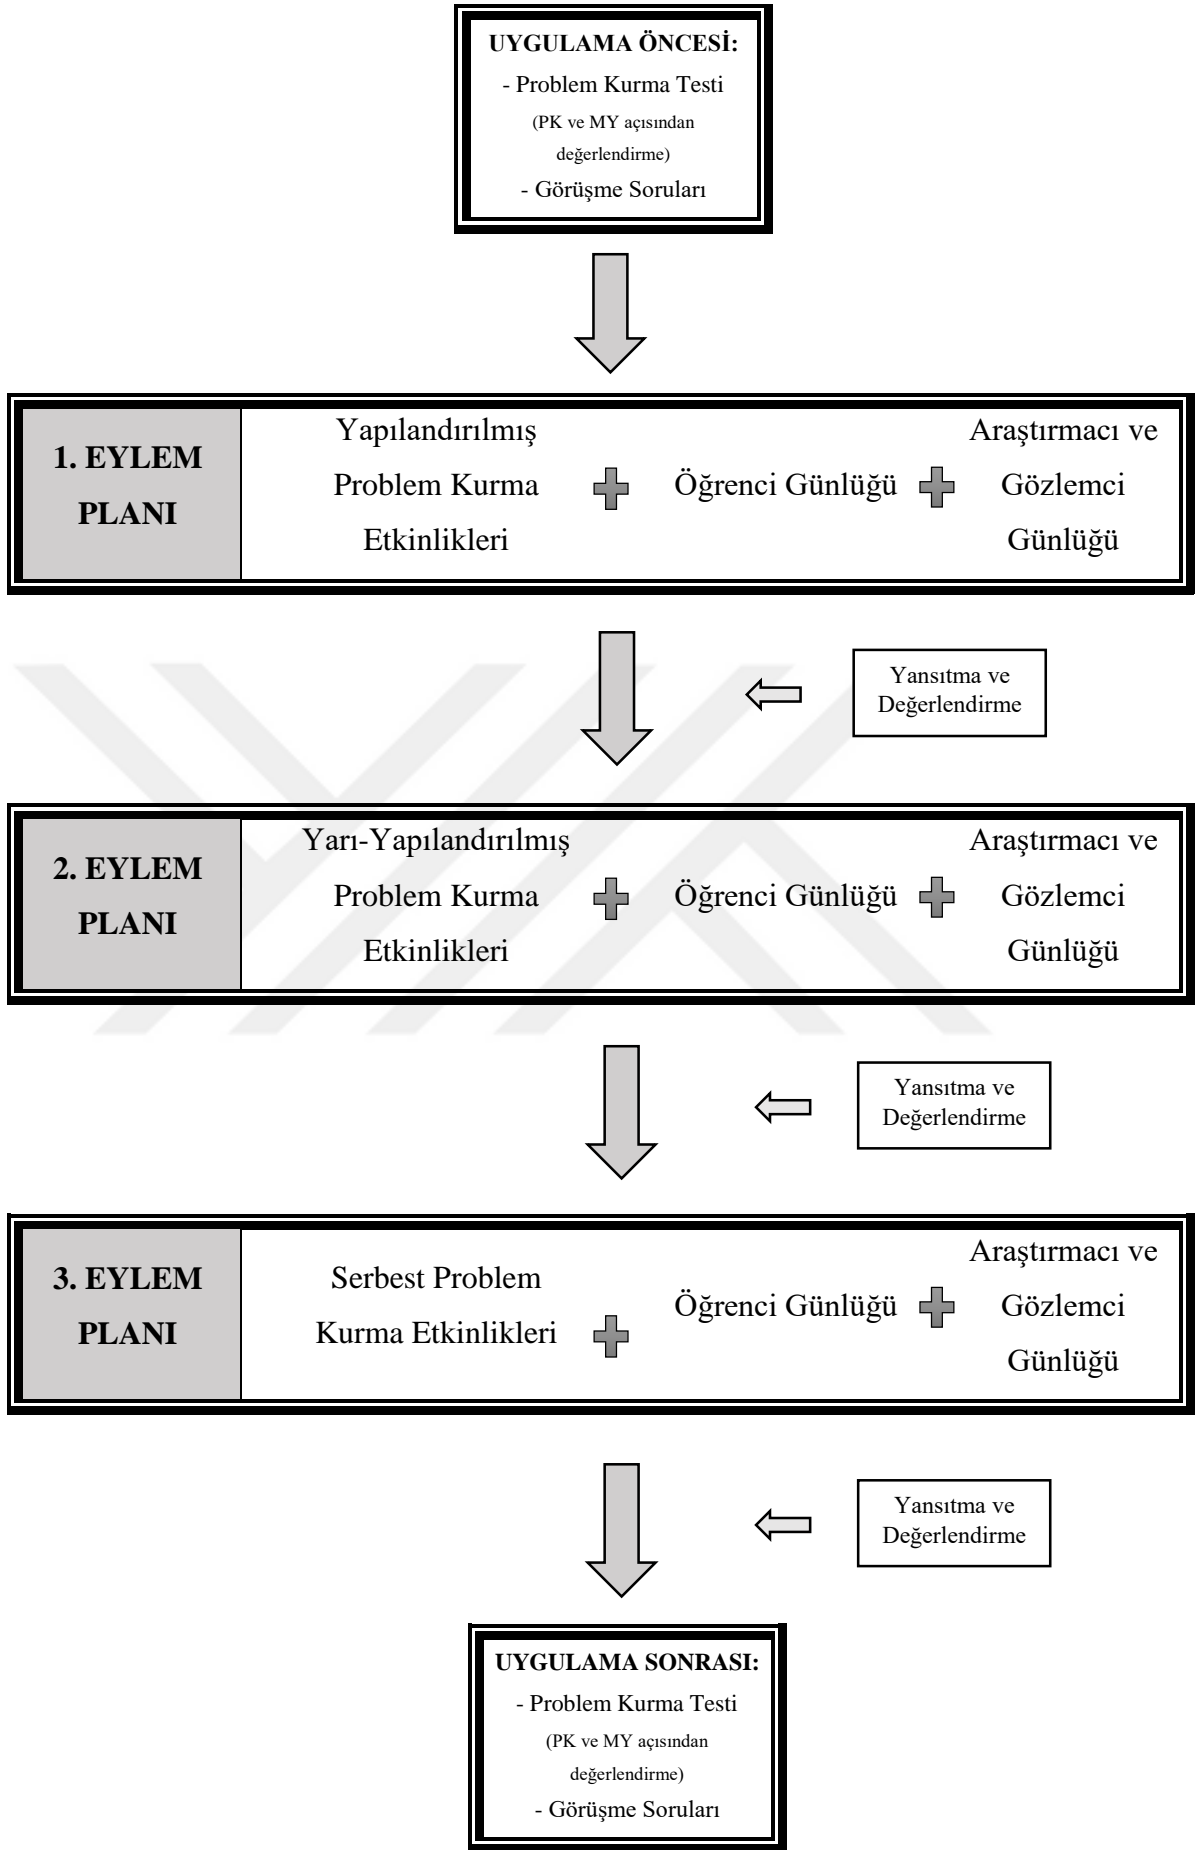 UYGULAMA ÖNCESİ:
- Problem Kurma Testi
(PK ve MY açısından
değerlendirme)
- Görüşme Soruları
1. EYLEM
PLANI
Yapılandırılmış
Problem Kurma
Etkinlikleri
Öğrenci Günlüğü
Araştırmacı ve
Gözlemci
Günlüğü
Yansıtma ve
Değerlendirme
2. EYLEM
PLANI
Yarı-Yapılandırılmış
Problem Kurma
Etkinlikleri
Öğrenci Günlüğü
Araştırmacı ve
Gözlemci
Günlüğü
Yansıtma ve
Değerlendirme
3. EYLEM
PLANI
Serbest Problem
Kurma Etkinlikleri
Öğrenci Günlüğü
Araştırmacı ve
Gözlemci
Günlüğü
Yansıtma ve
Değerlendirme
UYGULAMA SONRASI:
- Problem Kurma Testi
(PK ve MY açısından
değerlendirme)
- Görüşme Soruları